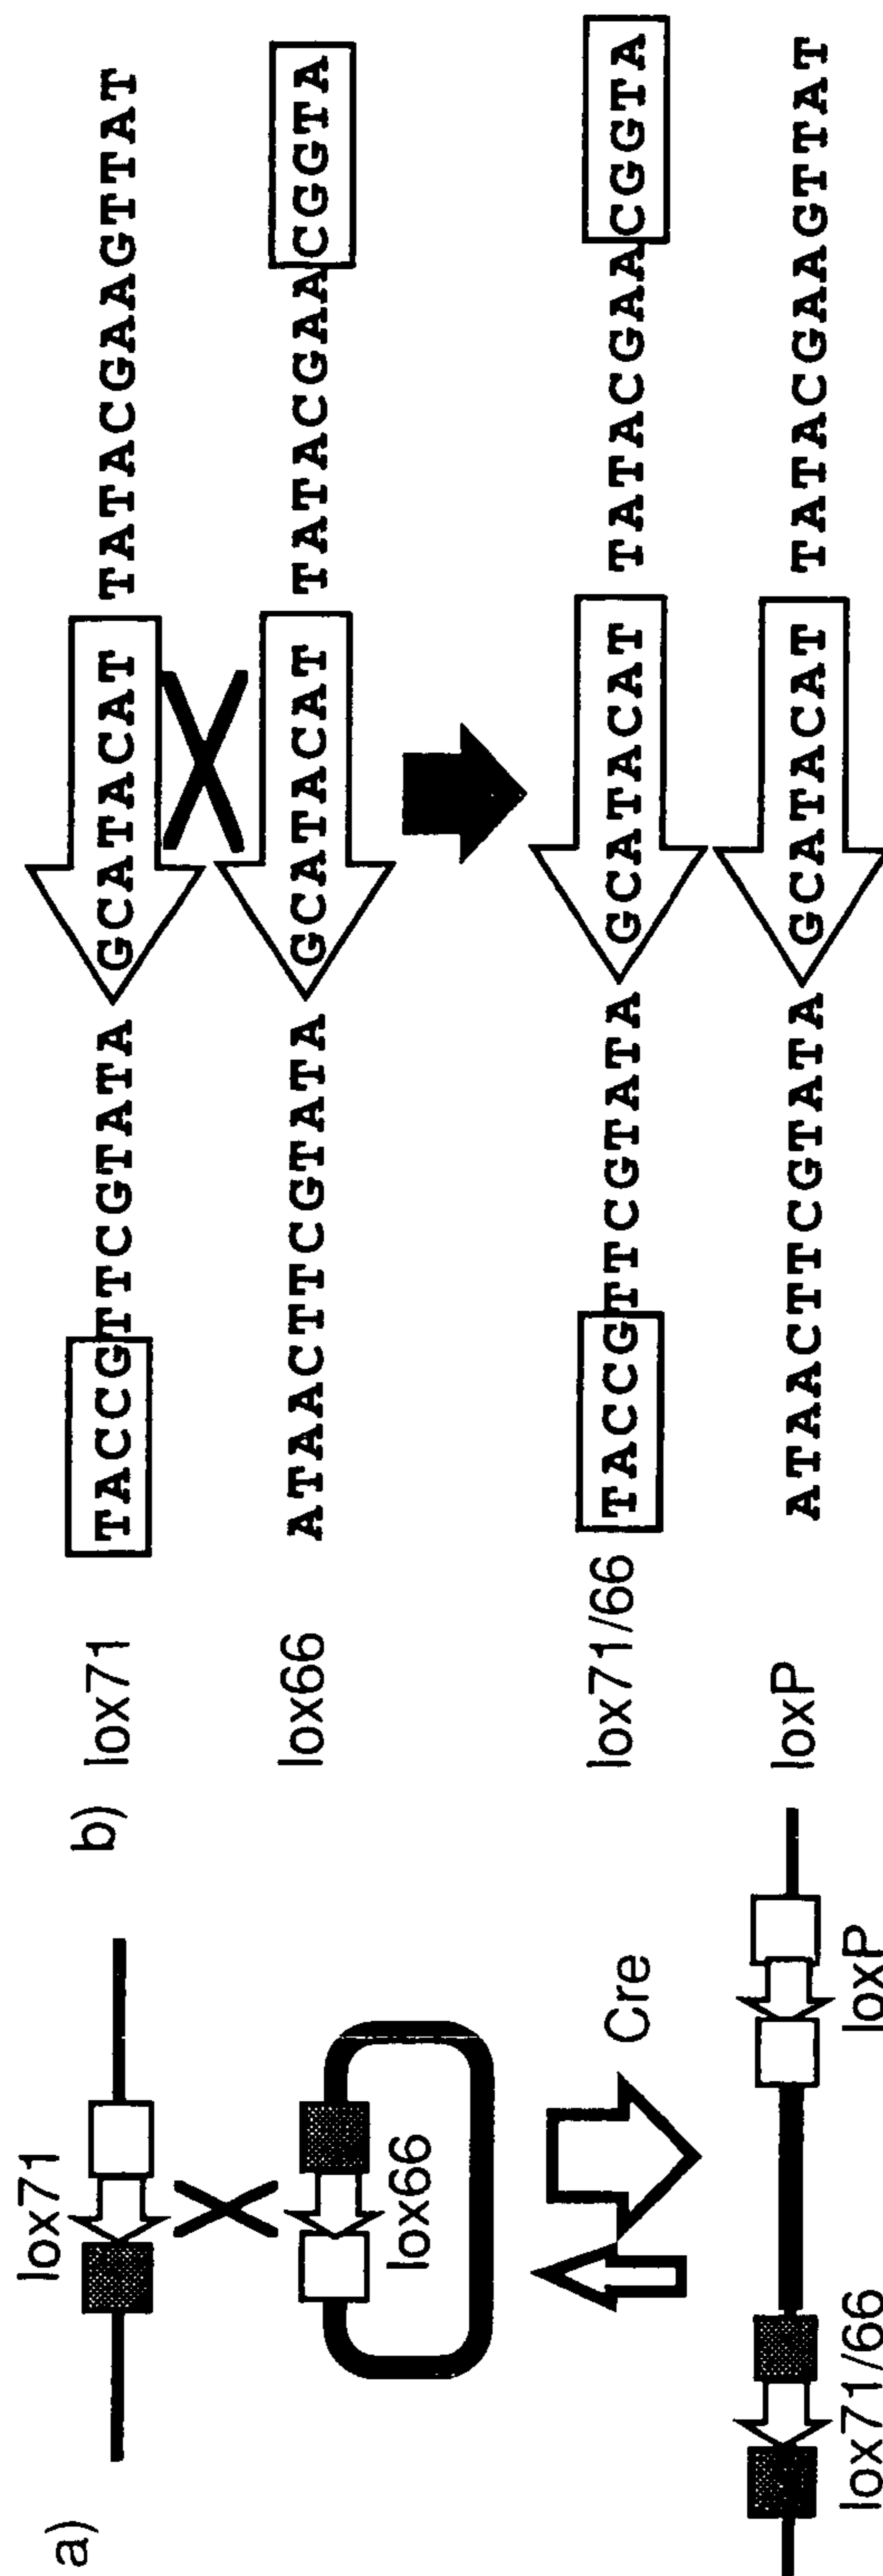 a)
lox71
lox66
Cre
lox71/66
loxP
b)
lox71 TACCGTTCGTATA GCATACAT TATACGAAGTTAT
lox66 ATAACTTCGTATA GCATACAT TATACGAACGGTA
lox71/66 TACCGTTCGTATA GCATACAT TATACGAACGGTA
loxP ATAACTTCGTATA GCATACAT TATACGAAGTTAT